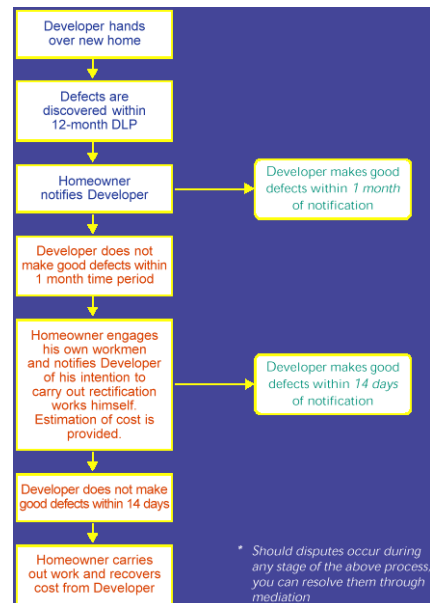 Developer hands
over new home
Defects are
discovered within
12-month DLP
Homeowner
notifies Developer
Developer makes good
defects within 1 month
of notification
Developer does not
make good defects within
1 month time period
Homeowner engages
his own workmen
and notifies Developer
of his intention to
carry out rectification
works himself.
Estimation of cost is
provided.
Developer makes good
defects within 14 days
of notification
Developer does not make
good defects within 14 days
Homeowner carries
out work and recovers
cost from Developer
* Should disputes occur during
any stage of the above process,
you can resolve them through
mediation